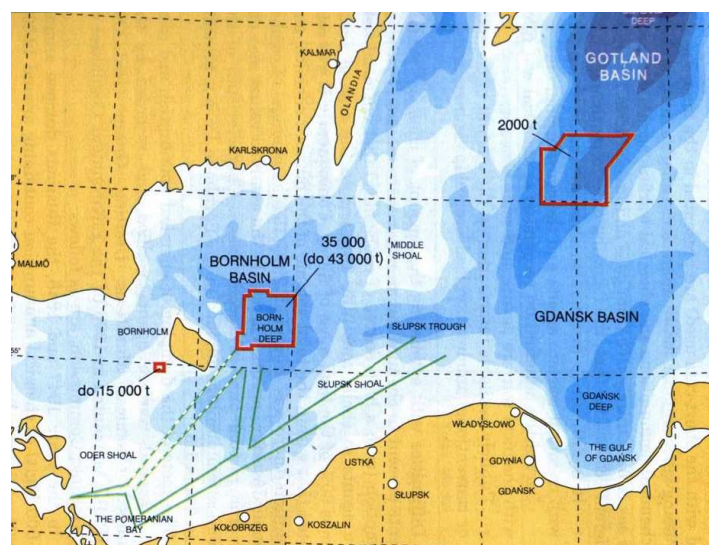 DEEP
GOTLAND
BASIN
KALMAR
OLANDIA
2000 t
KARLSKRONA
35 000
(do 43 000 t)
MIDDLE
SHOAL
BORNHOLM
BASIN
MALMÖ
BORN-
HOLM
DEEP
GDAŃSK BASIN
BORNHOLM
SŁUPSK TROUGH
55°
do 15 000 t
SŁUPSK SHOAL
GDAŃSK
DEEP
WŁADYSŁOWO
ODER SHOAL
USTKA
GDYNIA
THE GULF
OF GDAŃSK
SŁUPSK
GDAŃSK
THE POMERANIAN
BAY
KOŁOBRZEG
KOSZALIN